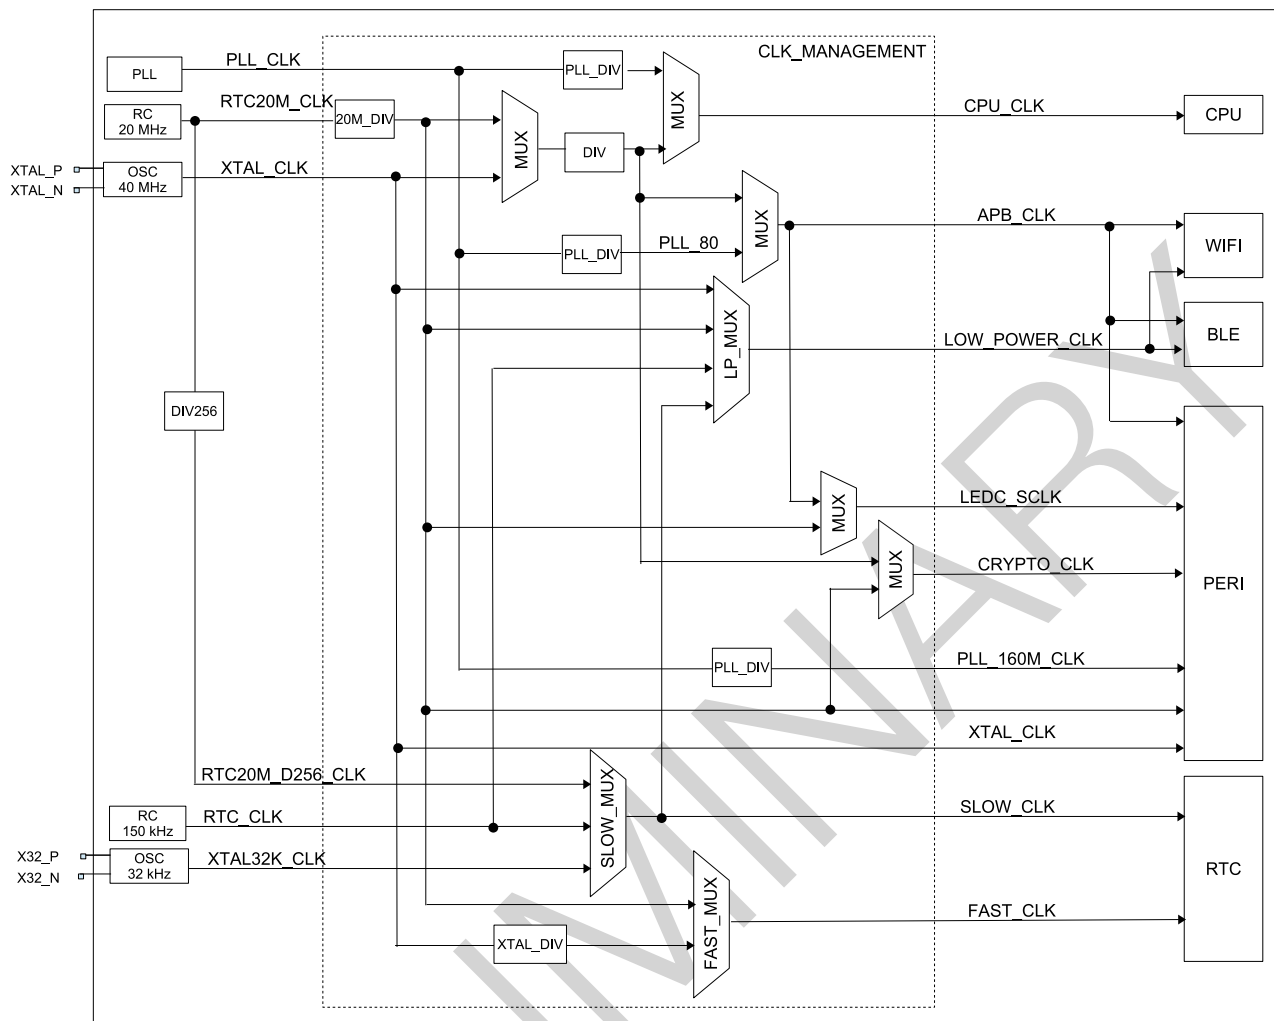 CLK_MANAGEMENT
PLL
PLL_CLK
PLL_DIV
MUX
CPU_CLK
CPU
RC
20 MHz
RTC20M_CLK
20M_DIV
MUX
DIV
XTAL_P
XTAL_N
OSC
40 MHz
XTAL_CLK
MUX
APB_CLK
WIFI
PLL_DIV
PLL_80
LP_MUX
LOW_POWER_CLK
BLE
DIV256
MUX
LEDC_SCLK
MUX
CRYPTO_CLK
PERI
PLL_DIV
PLL_160M_CLK
XTAL_CLK
RTC20M_D256_CLK
SLOW_MUX
SLOW_CLK
RC
150 kHz
RTC_CLK
X32_P
X32_N
OSC
32 kHz
XTAL32K_CLK
RTC
FAST_MUX
FAST_CLK
XTAL_DIV
MINARY